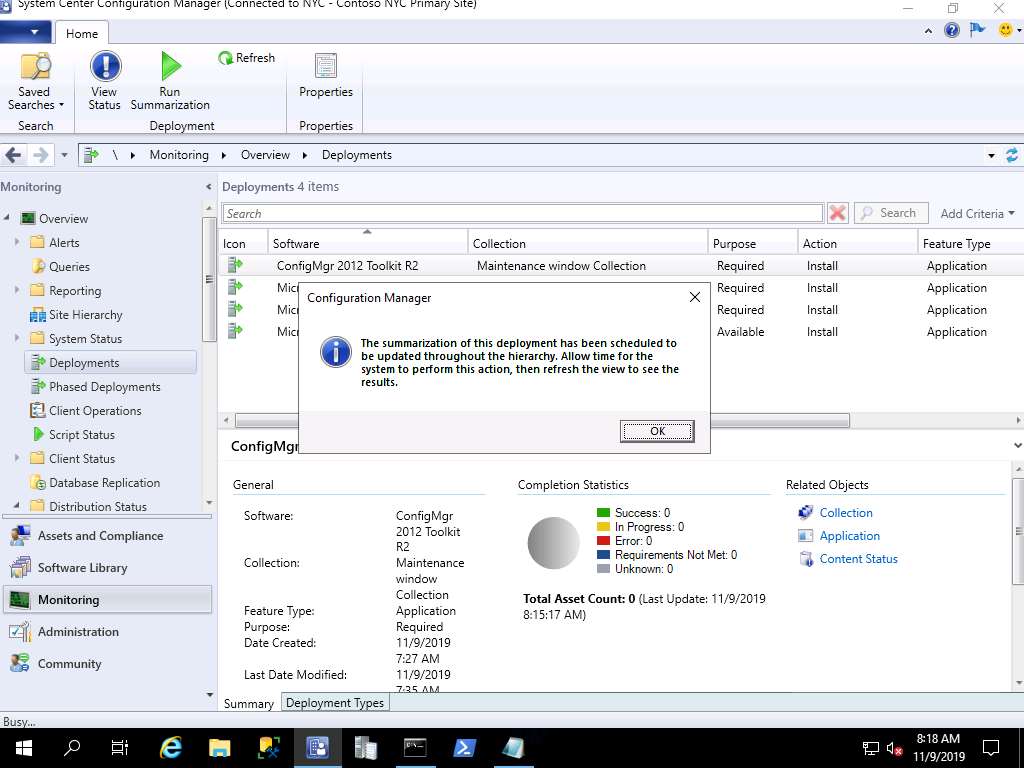 System Center Configuration Manager (Connected to NYC - Contoso NYC Primary Site)
Home
Saved
Searches
View
Status
Run
Summarization
Refresh
Properties
Search
Deployment
Properties
\ Monitoring Overview Deployments
Monitoring
Overview
Alerts
Queries
Reporting
Site Hierarchy
System Status
Deployments
Phased Deployments
Client Operations
Script Status
Client Status
Database Replication
Distribution Status
Assets and Compliance
Software Library
Monitoring
Administration
Community
Deployments 4 items
Search
Search
Add Criteria
Icon Software Collection Purpose Action Feature Type
ConfigMgr 2012 Toolkit R2 Maintenance window Collection Required Install Application
Required Install Application
Required Install Application
Available Install Application
Configuration Manager
The summarization of this deployment has been scheduled to
be updated throughout the hierarchy. Allow time for the
system to perform this action, then refresh the view to see the
results.
OK
ConfigMgr
General
Software: ConfigMgr
2012 Toolkit
R2
Collection: Maintenance
window
Collection
Feature Type: Application
Purpose: Required
Date Created: 11/9/2019
7:27 AM
Last Date Modified: 11/9/2019
7:35 AM
Completion Statistics
Success: 0
In Progress: 0
Error: 0
Requirements Not Met: 0
Unknown: 0
Total Asset Count: 0 (Last Update: 11/9/2019
8:15:17 AM)
Related Objects
Collection
Application
Content Status
Summary
Deployment Types
Busy...
8:18 AM
11/9/2019